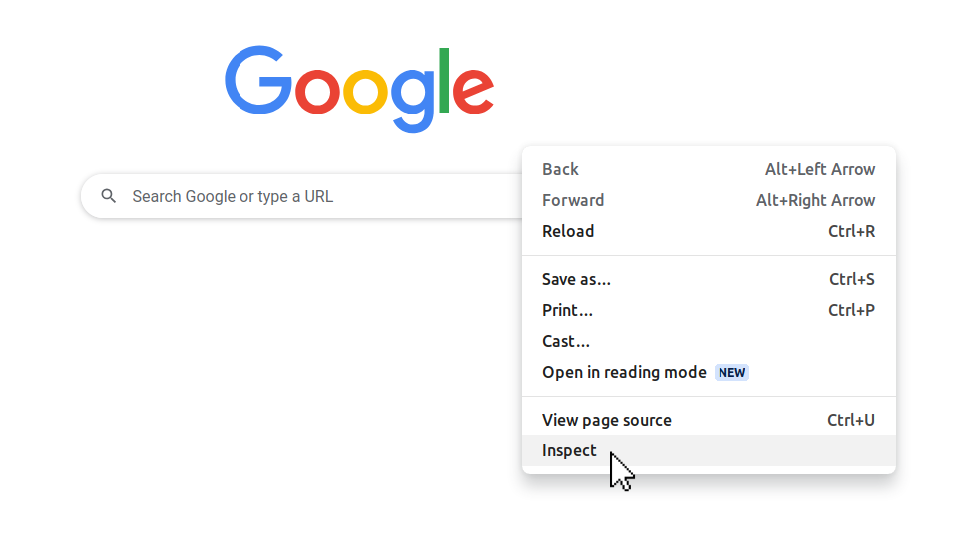 Google
Search Google or type a URL
Back Alt+Left Arrow
Forward Alt+Right Arrow
Reload Ctrl+R
Save as... Ctrl+S
Print... Ctrl+P
Cast...
Open in reading mode NEW
View page source Ctrl+U
Inspect